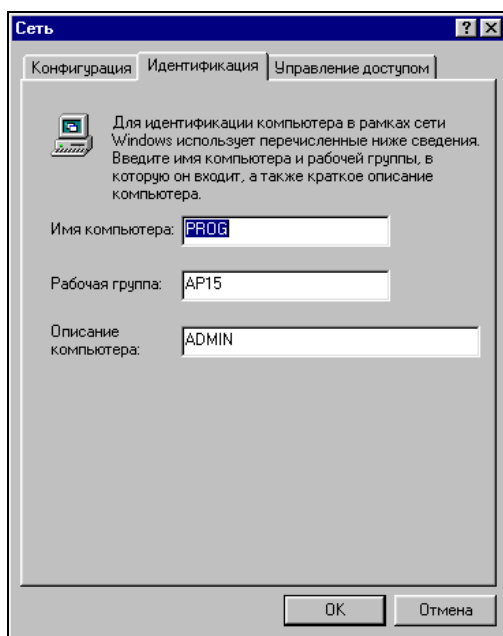 Сеть
Конфигурация Идентификация Управление доступом
Для идентификации компьютера в рамках сети
Windows использует перечисленные ниже сведения.
Введите имя компьютера и рабочей группы, в
которую он входит, а также краткое описание
компьютера.
Имя компьютера: PROG
Рабочая группа: AP15
Описание
компьютера: ADMIN
OK Отмена